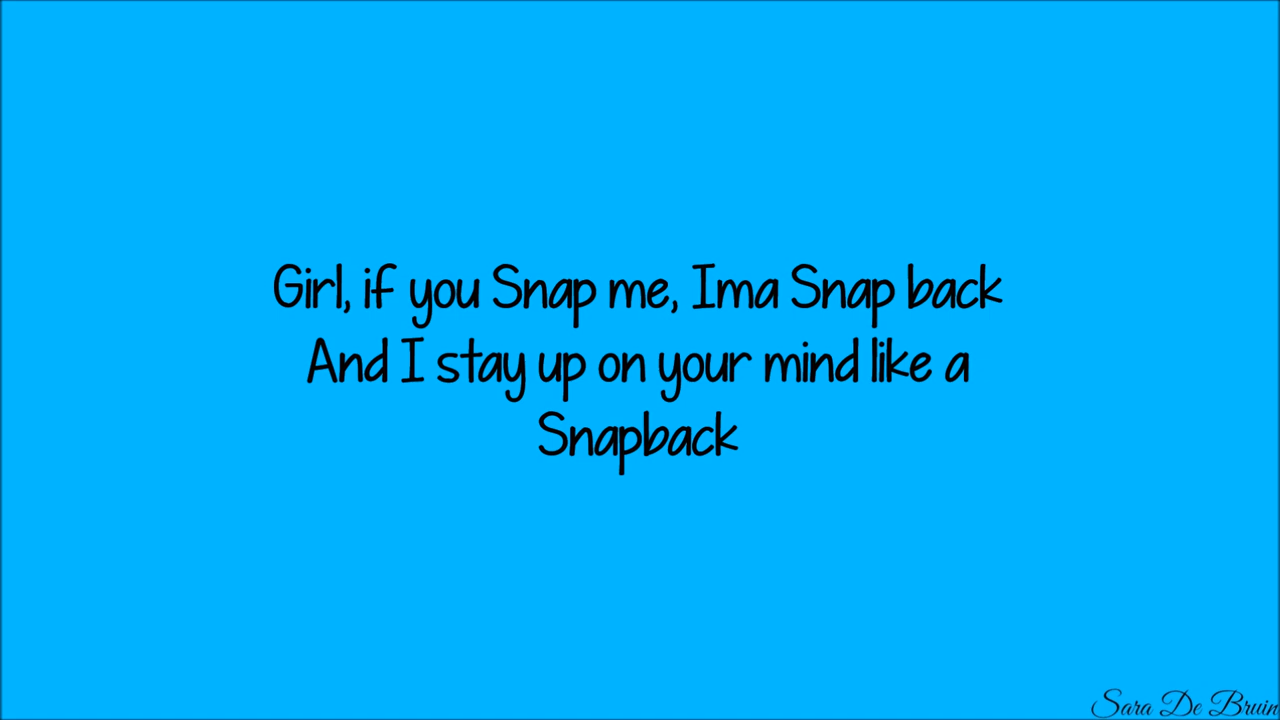 Girl, if you Snap me, Ima Snap back
And I stay up on your mind like a
Snapback
Sara De Bruin